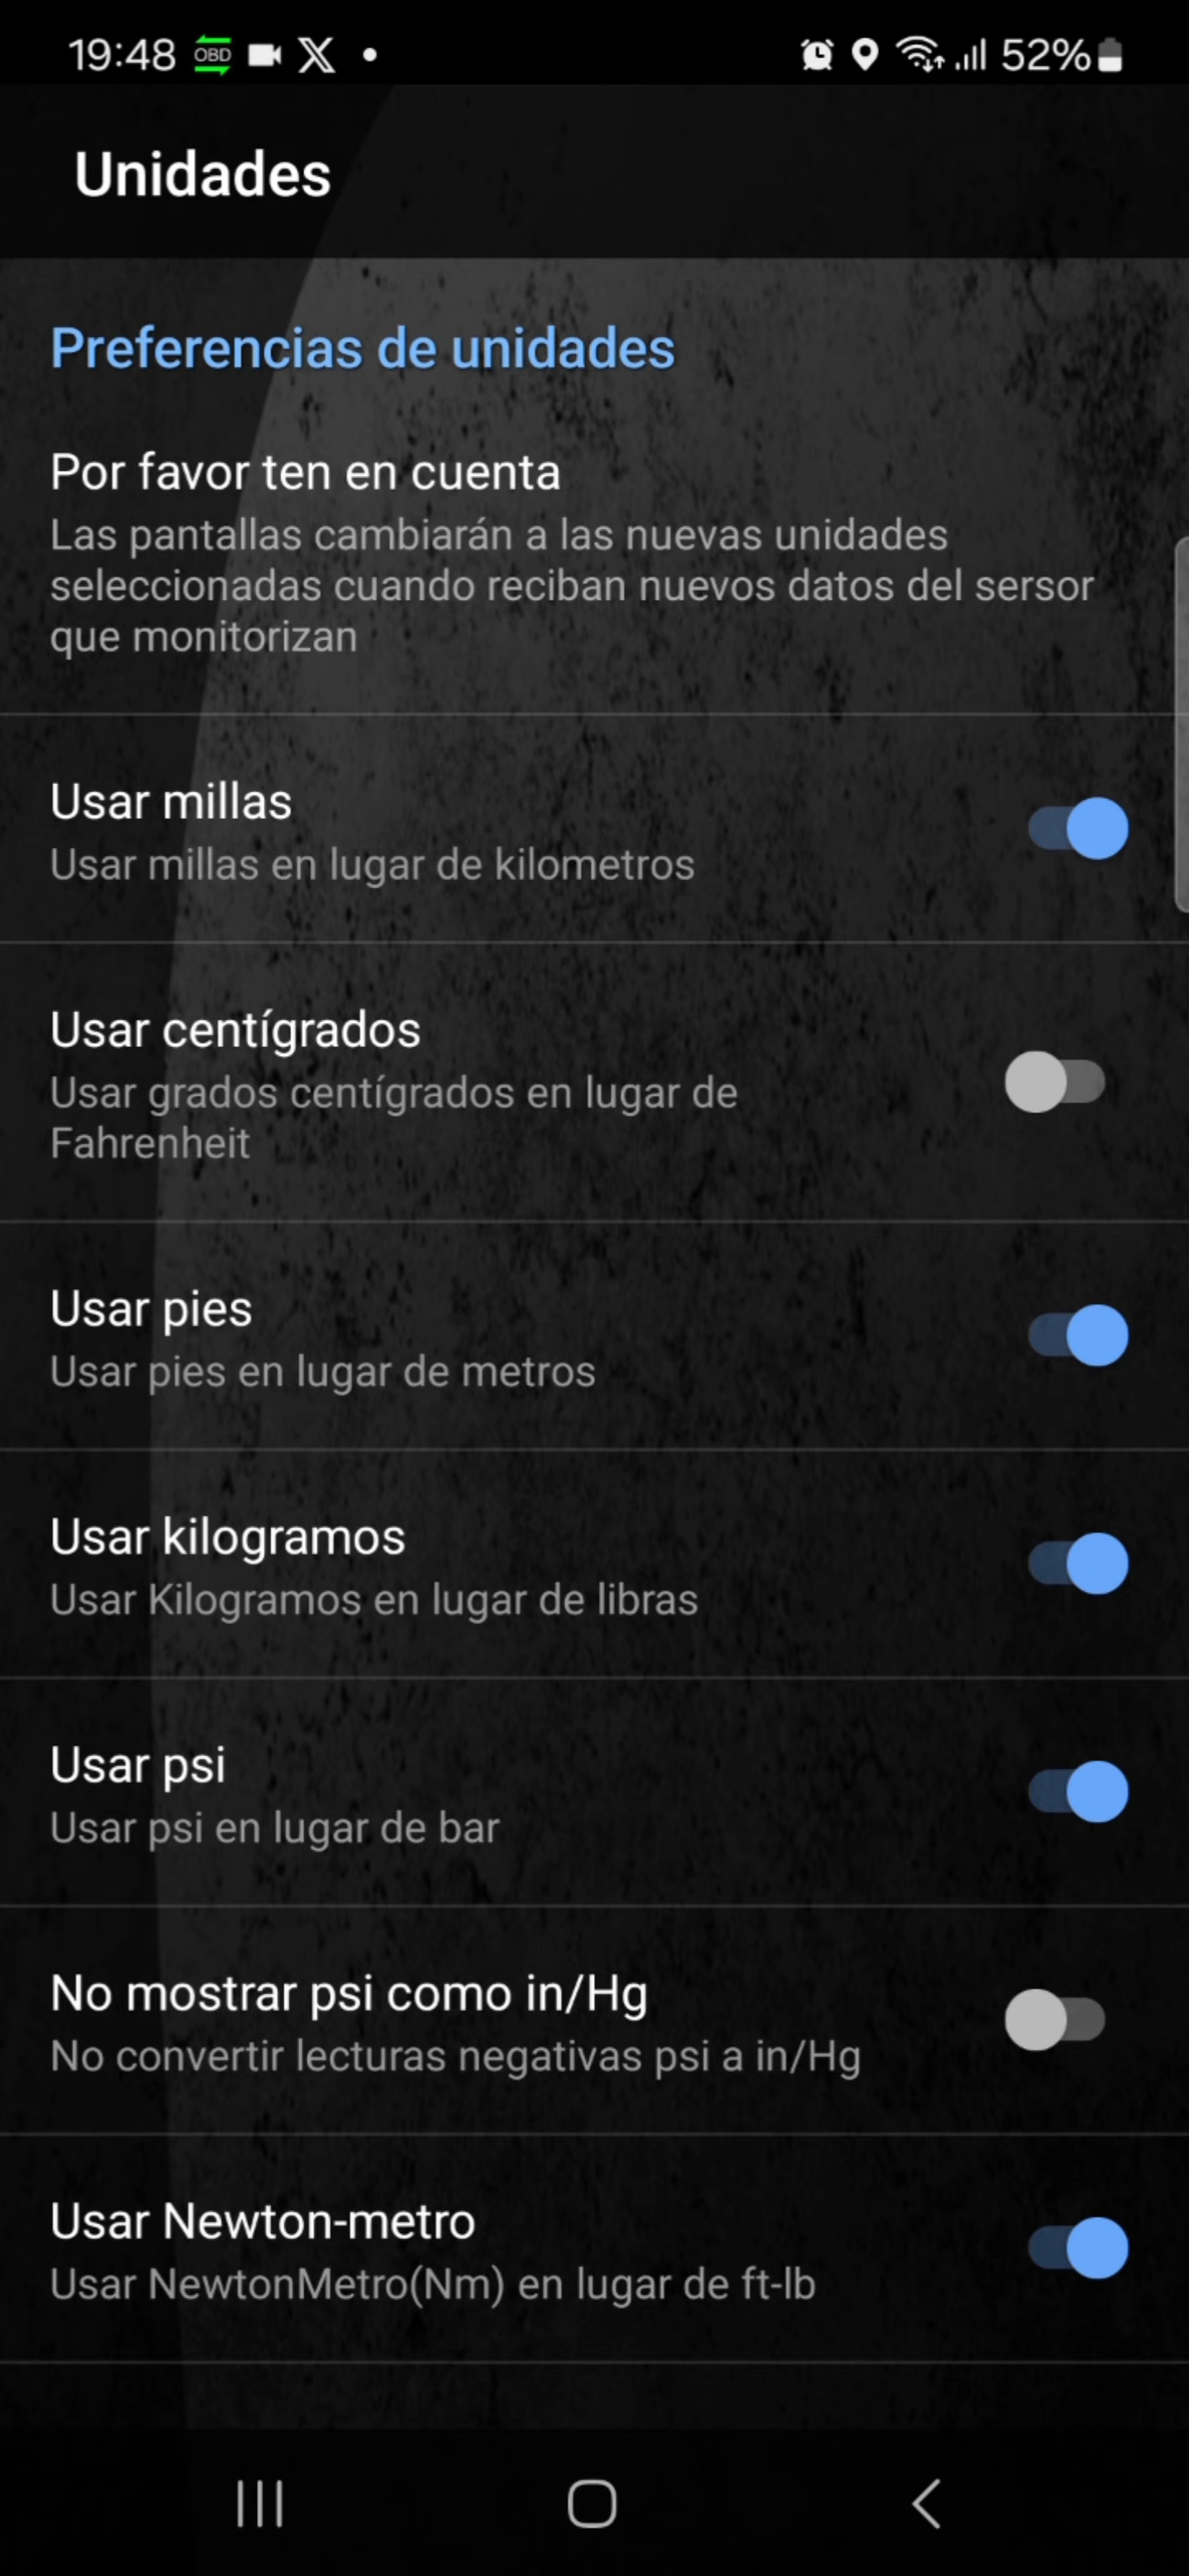 19:48 OBD 52%
Unidades
Preferencias de unidades
Por favor ten en cuenta
Las pantallas cambiarán a las nuevas unidades
seleccionadas cuando reciban nuevos datos del sersor
que monitorizan
Usar millas
Usar millas en lugar de kilometros
Usar centígrados
Usar grados centígrados en lugar de
Fahrenheit
Usar pies
Usar pies en lugar de metros
Usar kilogramos
Usar Kilogramos en lugar de libras
Usar psi
Usar psi en lugar de bar
No mostrar psi como in/Hg
No convertir lecturas negativas psi a in/Hg
Usar Newton-metro
Usar NewtonMetro(Nm) en lugar de ft-lb